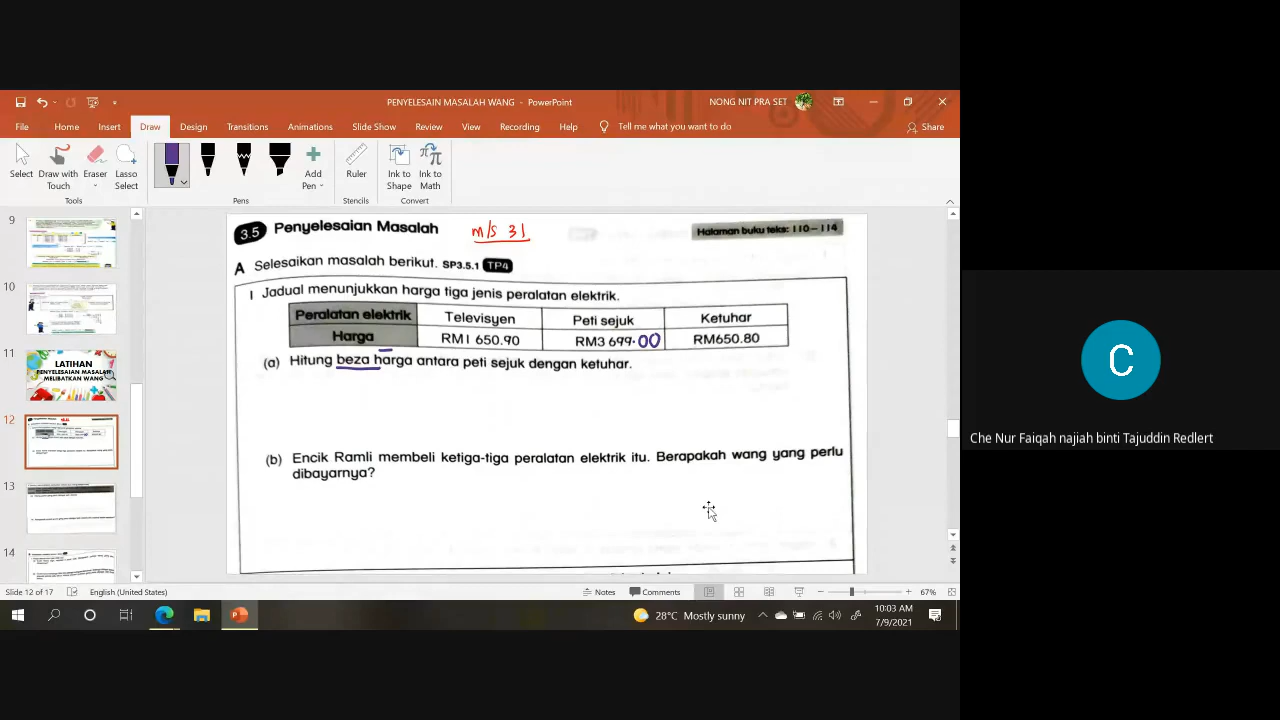 PENYELESAIN MASALAH WANG - PowerPoint
NONG NIT PRA SET
File Home Insert Draw Design Transitions Animations Slide Show Review View Recording Help Tell me what you want to do Share
Select Draw with Touch Eraser Lasso Select Add Pen Ruler Ink to Shape Ink to Math
Tools Pens Stencils Convert
9
10
11
LATIHAN
PENYELESAIAN MASALAH
MELIBATKAN WANG
12
13
14
3.5 Penyelesaian Masalah m/s 31 Halaman buku teks: 110 – 114
A Selesaikan masalah berikut. SP3.5.1 TP4
1 Jadual menunjukkan harga tiga jenis peralatan elektrik.
Peralatan elektrik Televisyen Peti sejuk Ketuhar
Harga RM1 650.90 RM3 699.00 RM650.80
(a) Hitung beza harga antara peti sejuk dengan ketuhar.
(b) Encik Ramli membeli ketiga-tiga peralatan elektrik itu. Berapakah wang yang perlu
dibayarnya?
C
Che Nur Faiqah najiah binti Tajuddin Redlert
Slide 12 of 17 English (United States) Notes Comments 67%
28°C Mostly sunny
10:03 AM
7/9/2021